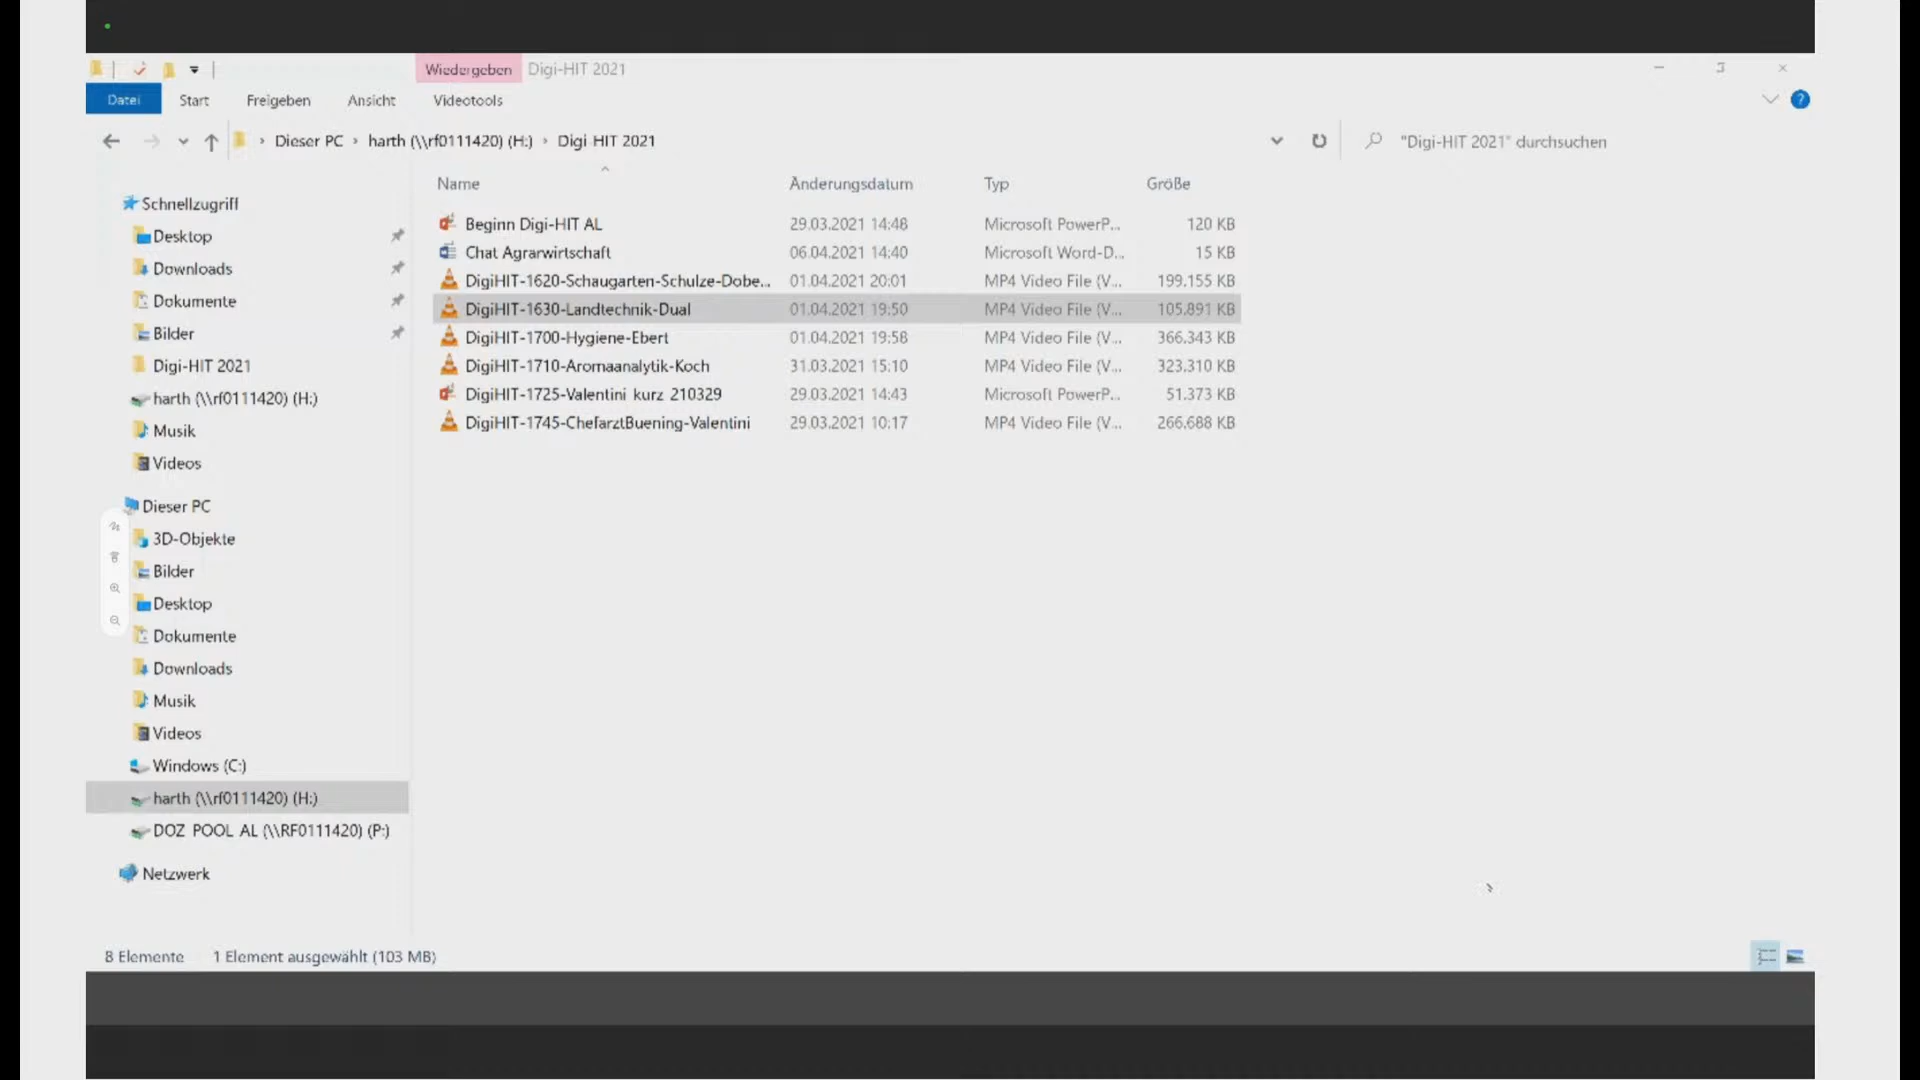 Wiedergeben Digi-HIT 2021
Datei Start Freigeben Ansicht Videotools ?
Dieser PC › harth (\\rf0111420) (H:) › Digi HIT 2021 "Digi-HIT 2021" durchsuchen
Name Änderungsdatum Typ Größe
Beginn Digi-HIT AL 29.03.2021 14:48 Microsoft PowerP... 120 KB
Chat Agrarwirtschaft 06.04.2021 14:40 Microsoft Word-D... 15 KB
DigiHIT-1620-Schaugarten-Schulze-Dobe... 01.04.2021 20:01 MP4 Video File (V... 199.155 KB
DigiHIT-1630-Landtechnik-Dual 01.04.2021 19:50 MP4 Video File (V... 105.891 KB
DigiHIT-1700-Hygiene-Ebert 01.04.2021 19:58 MP4 Video File (V... 366.343 KB
DigiHIT-1710-Aromaanalytik-Koch 31.03.2021 15:10 MP4 Video File (V... 323.310 KB
DigiHIT-1725-Valentini kurz 210329 29.03.2021 14:43 Microsoft PowerP... 51.373 KB
DigiHIT-1745-ChefarztBuening-Valentini 29.03.2021 10:17 MP4 Video File (V... 266.688 KB
Schnellzugriff
Desktop
Downloads
Dokumente
Bilder
Digi-HIT 2021
harth (\\rf0111420) (H:)
Musik
Videos
Dieser PC
3D-Objekte
Bilder
Desktop
Dokumente
Downloads
Musik
Videos
Windows (C:)
harth (\\rf0111420) (H:)
DOZ POOL AL (\\RF0111420) (P:)
Netzwerk
8 Elemente 1 Element ausgewählt (103 MB)